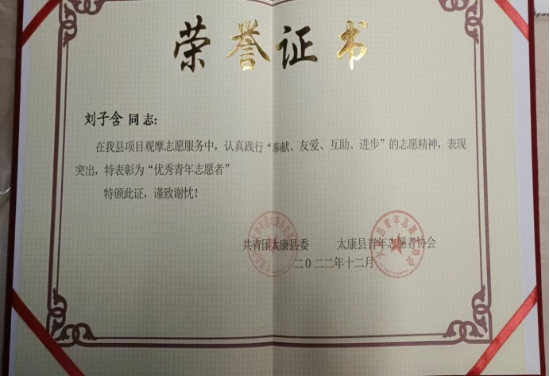 荣誉证书
刘子含 同志：
在我县项目观摩志愿服务中，认真践行“奉献、友爱、互助、进步”的志愿精神，表现
突出，特表彰为“优秀青年志愿者”
特颁此证，谨致谢忱！
共青团太康县委 太康县青年志愿者协会
二0二二年十二月